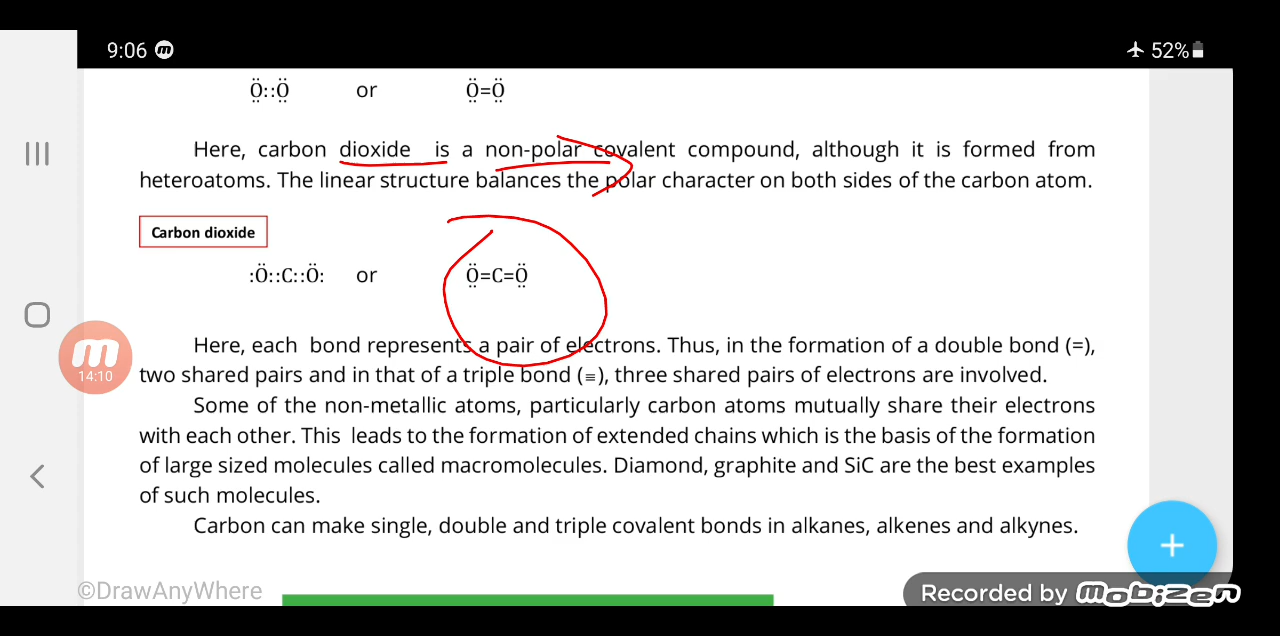 9:06 m 52%
Ö::Ö or Ö=Ö
Here, carbon dioxide is a non-polar covalent compound, although it is formed from
heteroatoms. The linear structure balances the polar character on both sides of the carbon atom.
Carbon dioxide
:Ö::C::Ö: or Ö=C=Ö
Here, each bond represents a pair of electrons. Thus, in the formation of a double bond (=),
m
14:10
two shared pairs and in that of a triple bond (≡), three shared pairs of electrons are involved.
Some of the non-metallic atoms, particularly carbon atoms mutually share their electrons
with each other. This leads to the formation of extended chains which is the basis of the formation
of large sized molecules called macromolecules. Diamond, graphite and SiC are the best examples
of such molecules.
Carbon can make single, double and triple covalent bonds in alkanes, alkenes and alkynes.
+
©DrawAnyWhere
Recorded by mobizen